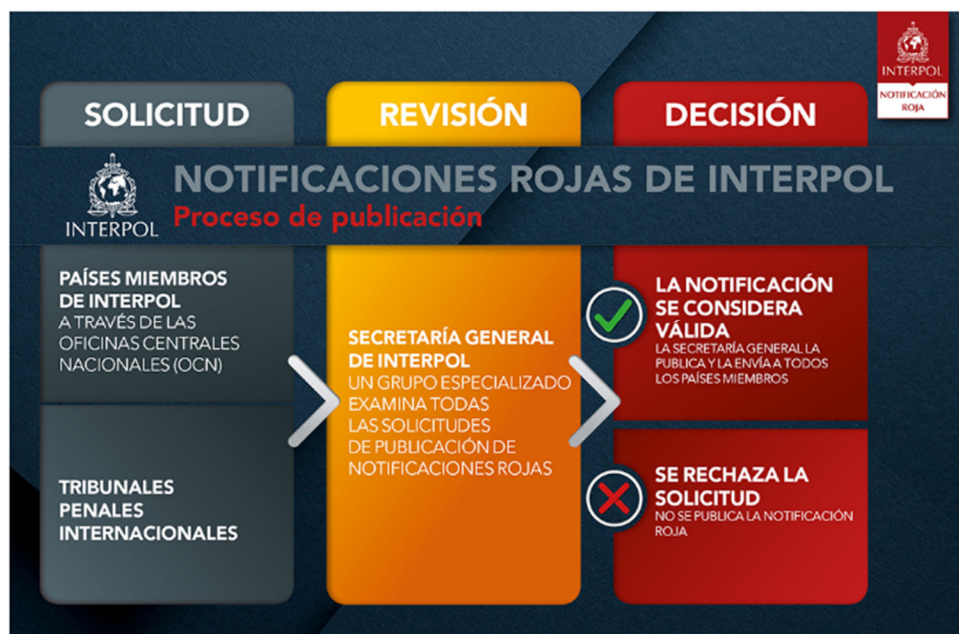 INTERPOL
NOTIFICACIÓN
ROJA
SOLICITUD
REVISIÓN
DECISIÓN
INTERPOL
NOTIFICACIONES ROJAS DE INTERPOL
Proceso de publicación
PAÍSES MIEMBROS
DE INTERPOL
A TRAVÉS DE LAS
OFICINAS CENTRALES
NACIONALES (OCN)
TRIBUNALES
PENALES
INTERNACIONALES
SECRETARÍA GENERAL
DE INTERPOL
UN GRUPO ESPECIALIZADO
EXAMINA TODAS
LAS SOLICITUDES
DE PUBLICACIÓN DE
NOTIFICACIONES ROJAS
LA NOTIFICACIÓN
SE CONSIDERA
VÁLIDA
LA SECRETARÍA GENERAL LA
PUBLICA Y LA ENVÍA A TODOS
LOS PAÍSES MIEMBROS
SE RECHAZA LA
SOLICITUD
NO SE PUBLICA LA NOTIFICACIÓN
ROJA